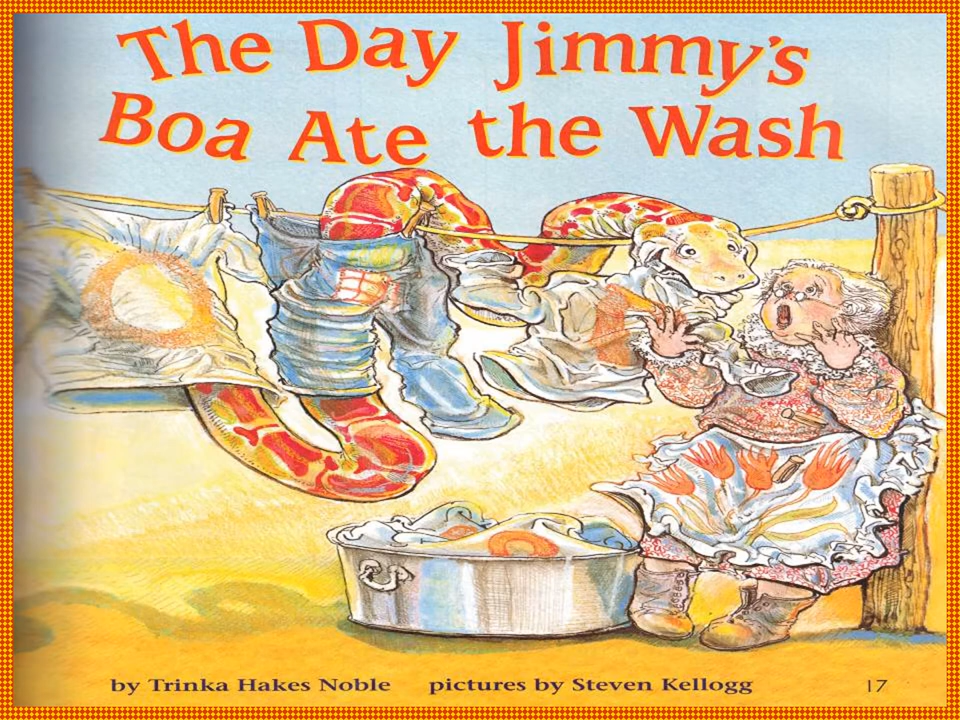 The Day Jimmy's
Boa Ate the Wash
by Trinka Hakes Noble pictures by Steven Kellogg 17